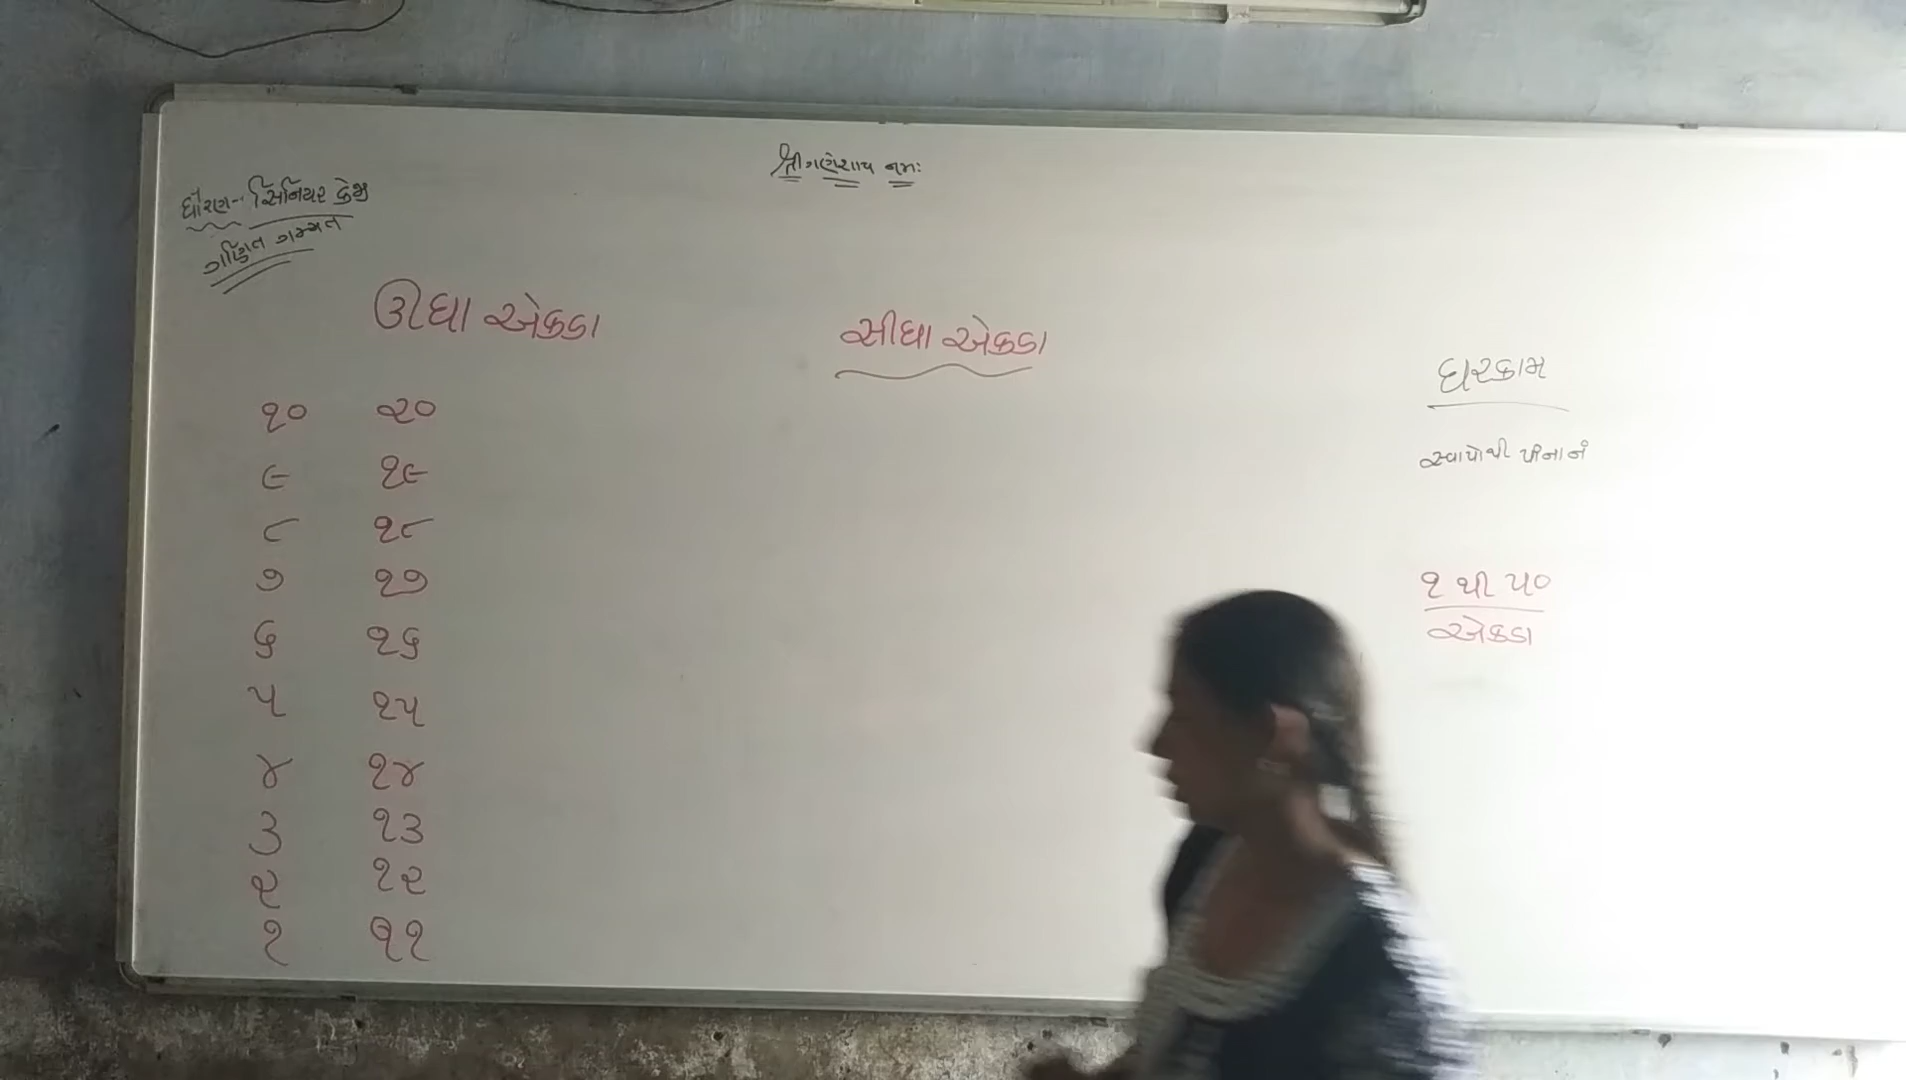 શ્રી ગણેશાય નમઃ
ધોરણ- સિનિયર કેજી
ગણિત ગમ્મત
ઊંધા એકડા
૧૦ ૨૦
૯ ૧૯
૮ ૧૮
૭ ૧૭
૬ ૧૬
૫ ૧૫
૪ ૧૪
૩ ૧૩
૨ ૧૨
૧ ૧૧
સીધા એકડા
ઘરકામ
૧ થી ૫૦
એકડા